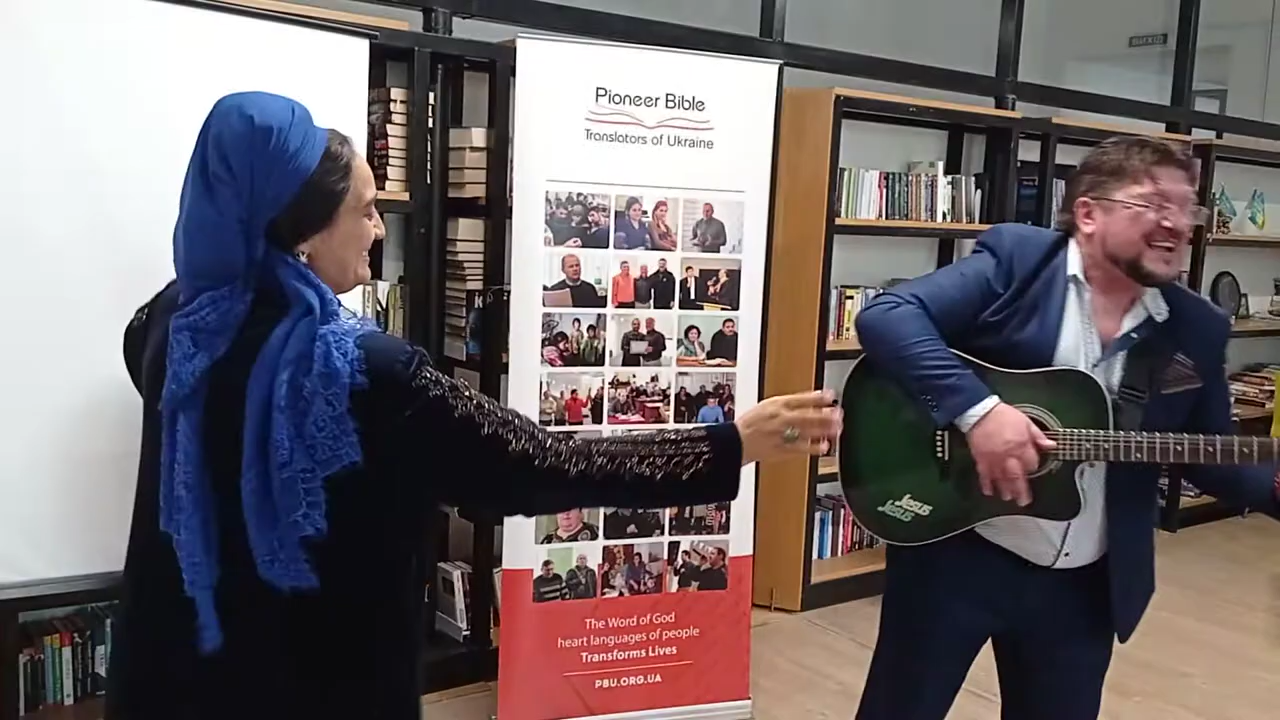 Pioneer Bible
Translators of Ukraine
The Word of God
heart languages of people
Transforms Lives
PBU.ORG.UA
Jesus
Jesus